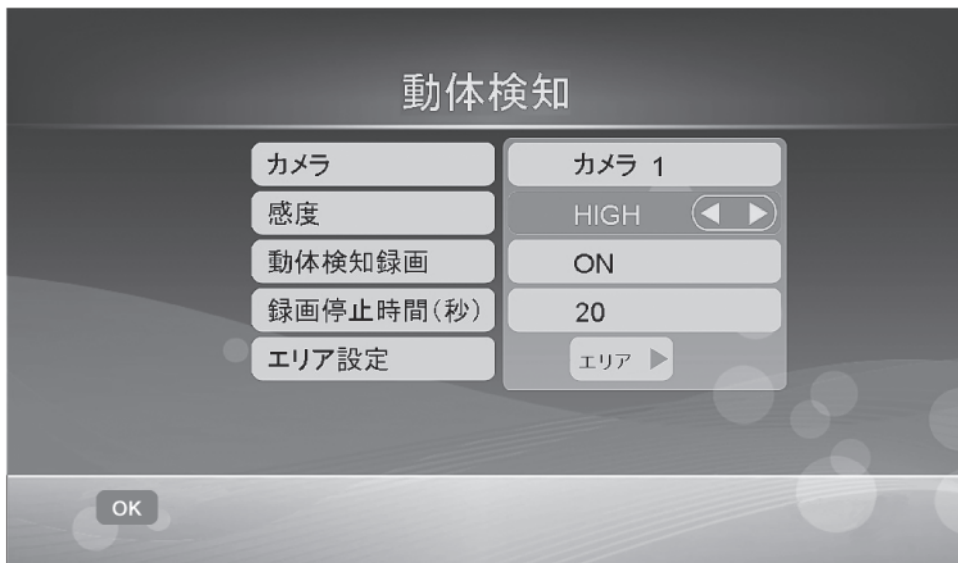 動体検知
カメラ カメラ 1
感度 HIGH
動体検知録画 ON
録画停止時間(秒) 20
エリア設定 エリア
OK